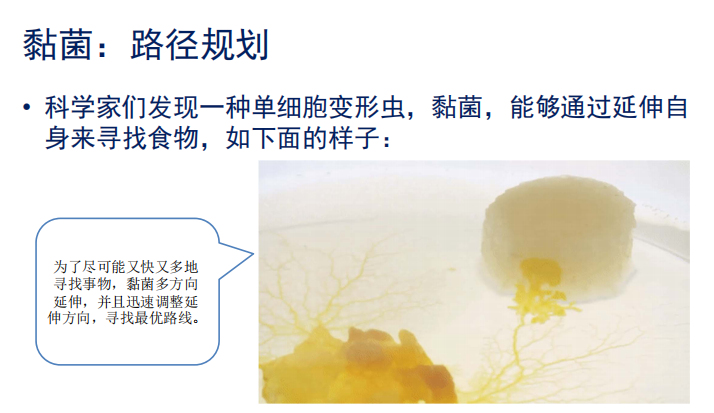 黏菌：路径规划
• 科学家们发现一种单细胞变形虫，黏菌，能够通过延伸自
身来寻找食物，如下面的样子：
为了尽可能又快又多地
寻找事物，黏菌多方向
延伸，并且迅速调整延
伸方向，寻找最优路线。